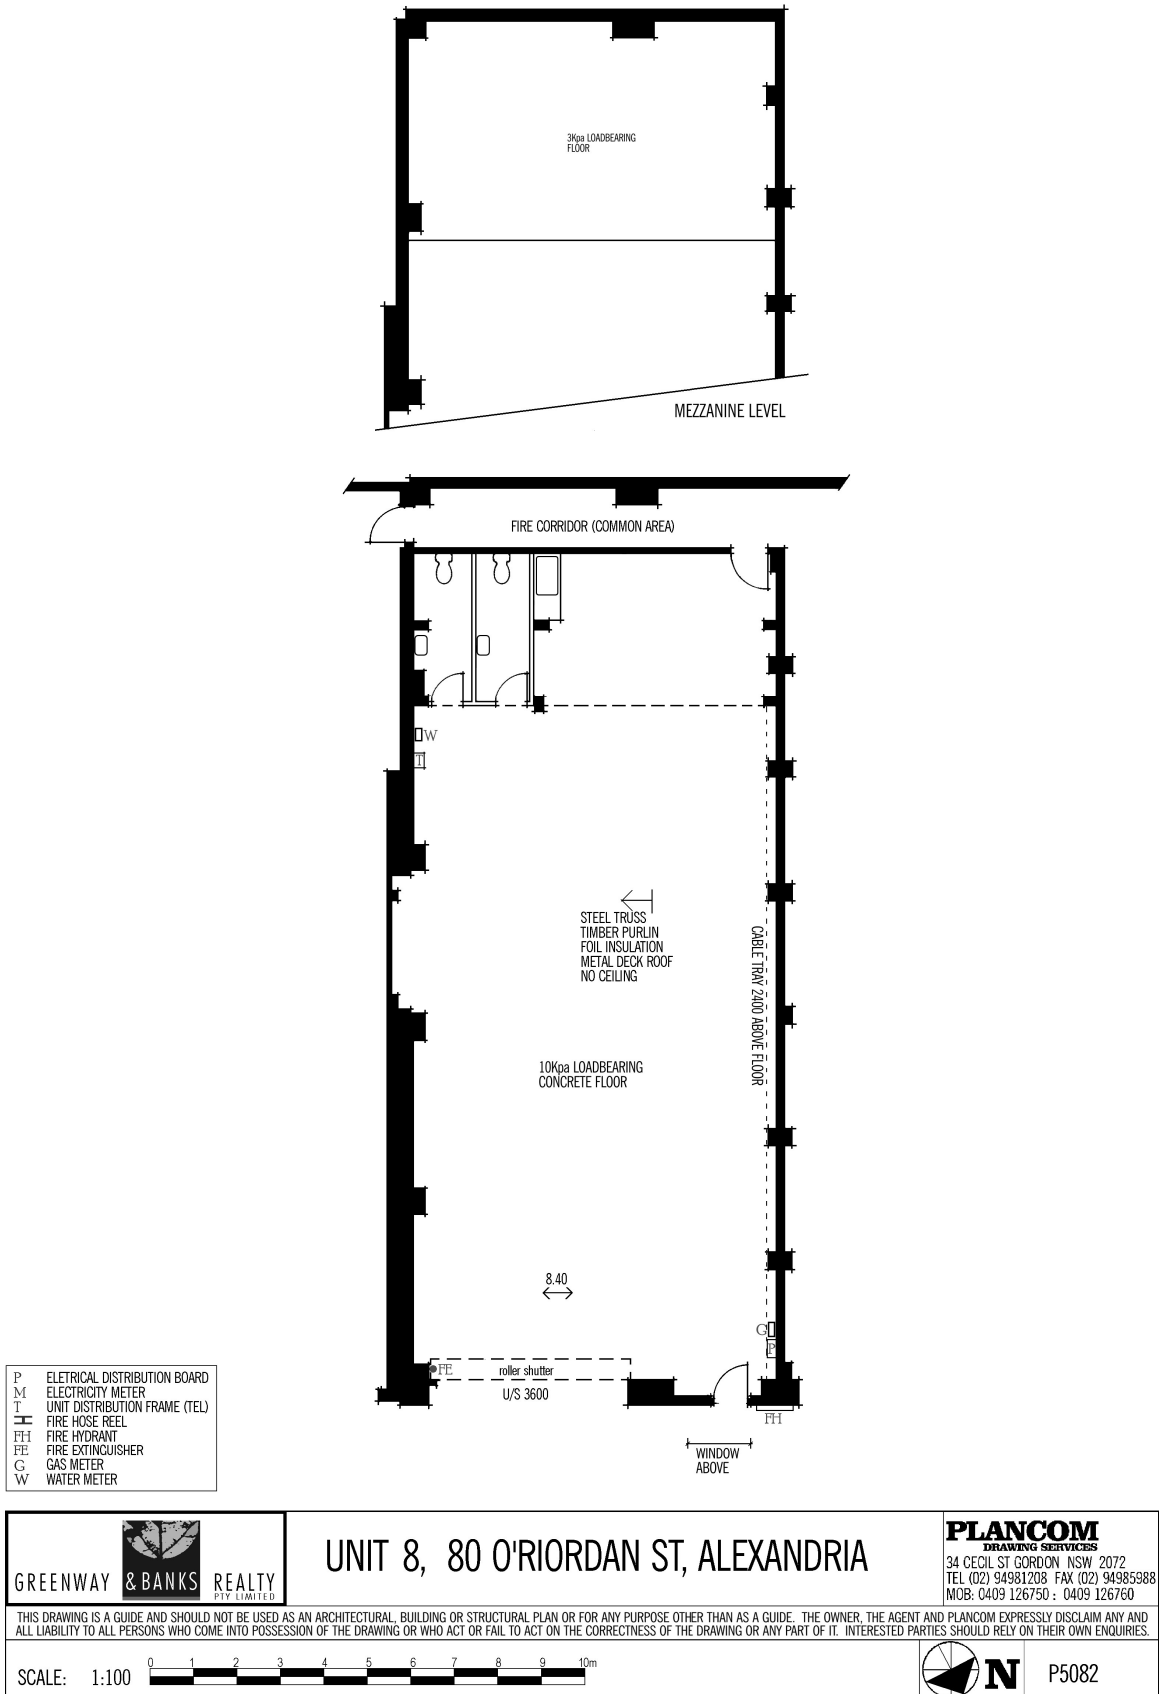 3Kpa LOADBEARING
FLOOR
MEZZANINE LEVEL
FIRE CORRIDOR (COMMON AREA)
W
T
STEEL TRUSS
TIMBER PURLIN
FOIL INSULATION
METAL DECK ROOF
NO CEILING
CABLE TRAY 2400 ABOVE FLOOR
10Kpa LOADBEARING
CONCRETE FLOOR
8.40
G
P
FE
roller shutter
U/S 3600
FH
WINDOW
ABOVE
P ELETRICAL DISTRIBUTION BOARD
M ELECTRICITY METER
T UNIT DISTRIBUTION FRAME (TEL)
FIRE HOSE REEL
FH FIRE HYDRANT
FE FIRE EXTINGUISHER
G GAS METER
W WATER METER
GREENWAY & BANKS REALTY
PTY LIMITED
UNIT 8, 80 O'RIORDAN ST, ALEXANDRIA
PLANCOM
DRAWING SERVICES
34 CECIL ST GORDON NSW 2072
TEL (02) 94981208 FAX (02) 94985988
MOB: 0409 126750 : 0409 126760
THIS DRAWING IS A GUIDE AND SHOULD NOT BE USED AS AN ARCHITECTURAL, BUILDING OR STRUCTURAL PLAN OR FOR ANY PURPOSE OTHER THAN AS A GUIDE. THE OWNER, THE AGENT AND PLANCOM EXPRESSLY DISCLAIM ANY AND
ALL LIABILITY TO ALL PERSONS WHO COME INTO POSSESSION OF THE DRAWING OR WHO ACT OR FAIL TO ACT ON THE CORRECTNESS OF THE DRAWING OR ANY PART OF IT. INTERESTED PARTIES SHOULD RELY ON THEIR OWN ENQUIRIES.
SCALE: 1:100
0 1 2 3 4 5 6 7 8 9 10m
N
P5082